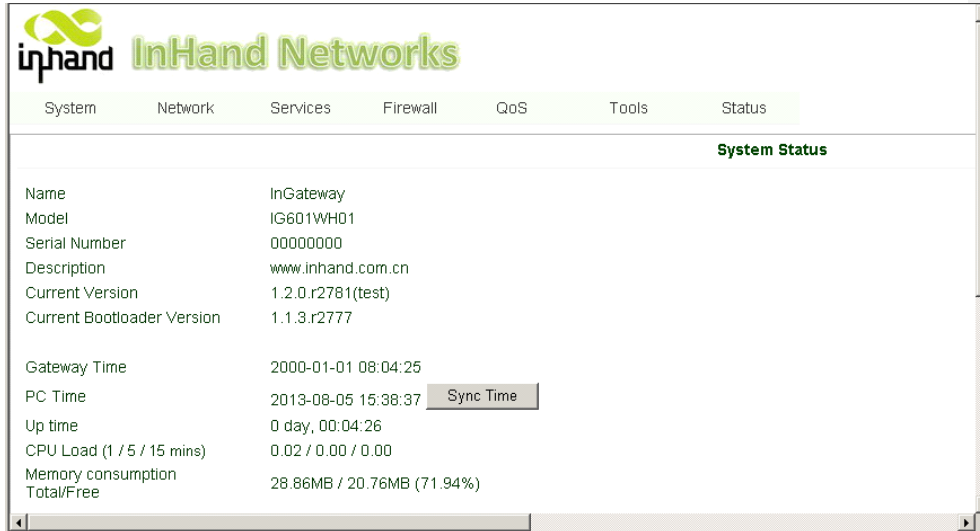 inhand InHand Networks
System Network Services Firewall QoS Tools Status
System Status
Name InGateway
Model IG601WH01
Serial Number 00000000
Description www.inhand.com.cn
Current Version 1.2.0.r2781(test)
Current Bootloader Version 1.1.3.r2777
Gateway Time 2000-01-01 08:04:25
PC Time 2013-08-05 15:38:37 Sync Time
Up time 0 day, 00:04:26
CPU Load (1 / 5 / 15 mins) 0.02 / 0.00 / 0.00
Memory consumption
Total/Free 28.86MB / 20.76MB (71.94%)